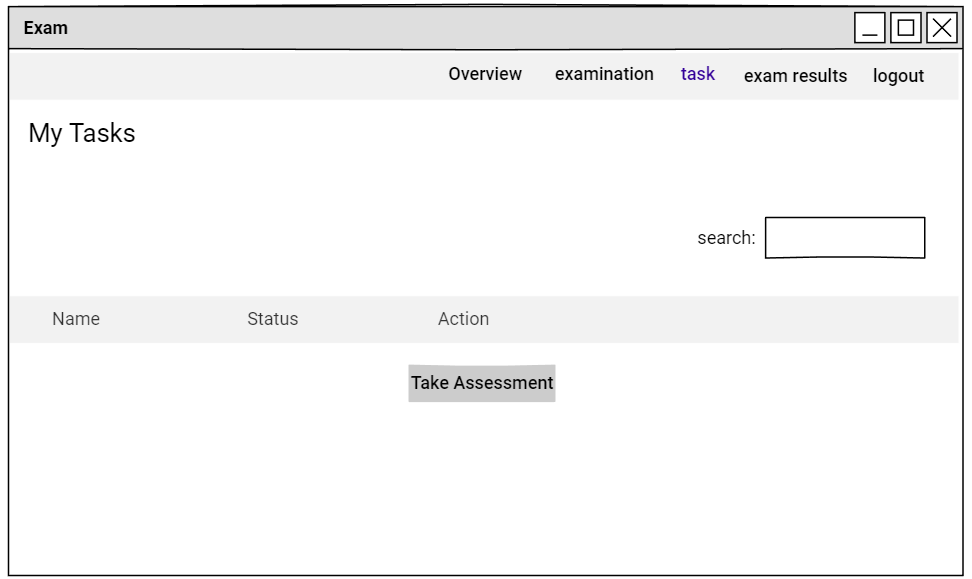 Exam
Overview examination task exam results logout
My Tasks
search:
Name Status Action
Take Assessment